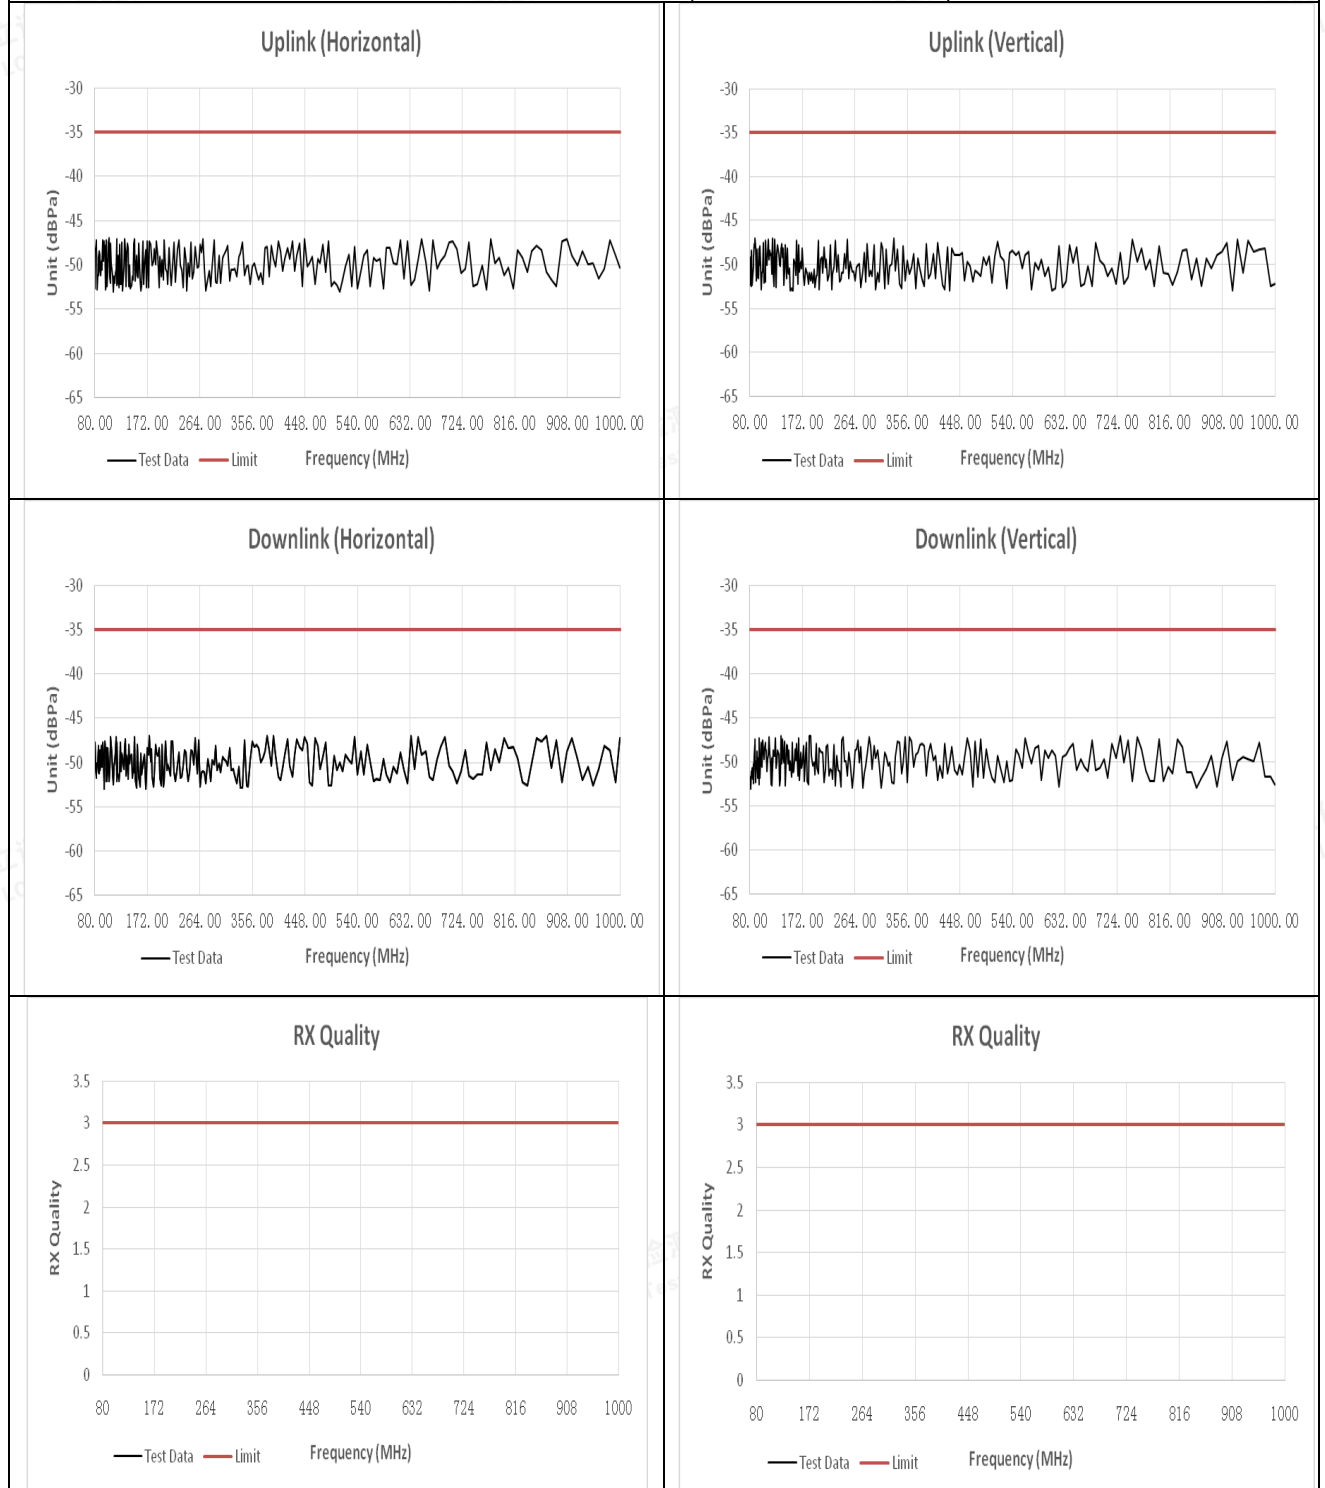 Uplink (Horizontal)
-30
-35
-40
-45
-50
-55
-60
-65
Unit (dBPa)
80.00 172.00 264.00 356.00 448.00 540.00 632.00 724.00 816.00 908.00 1000.00
Test Data Limit Frequency (MHz)
Uplink (Vertical)
-30
-35
-40
-45
-50
-55
-60
-65
Unit (dBPa)
80.00 172.00 264.00 356.00 448.00 540.00 632.00 724.00 816.00 908.00 1000.00
Test Data Limit Frequency (MHz)
Downlink (Horizontal)
-30
-35
-40
-45
-50
-55
-60
-65
Unit (dBPa)
80.00 172.00 264.00 356.00 448.00 540.00 632.00 724.00 816.00 908.00 1000.00
Test Data Frequency (MHz)
Downlink (Vertical)
-30
-35
-40
-45
-50
-55
-60
-65
Unit (dBPa)
80.00 172.00 264.00 356.00 448.00 540.00 632.00 724.00 816.00 908.00 1000.00
Test Data Limit Frequency (MHz)
RX Quality
3.5
3
2.5
2
1.5
1
0.5
0
RX Quality
80 172 264 356 448 540 632 724 816 908 1000
Test Data Limit Frequency (MHz)
RX Quality
3.5
3
2.5
2
1.5
1
0.5
0
RX Quality
80 172 264 356 448 540 632 724 816 908 1000
Test Data Limit Frequency (MHz)